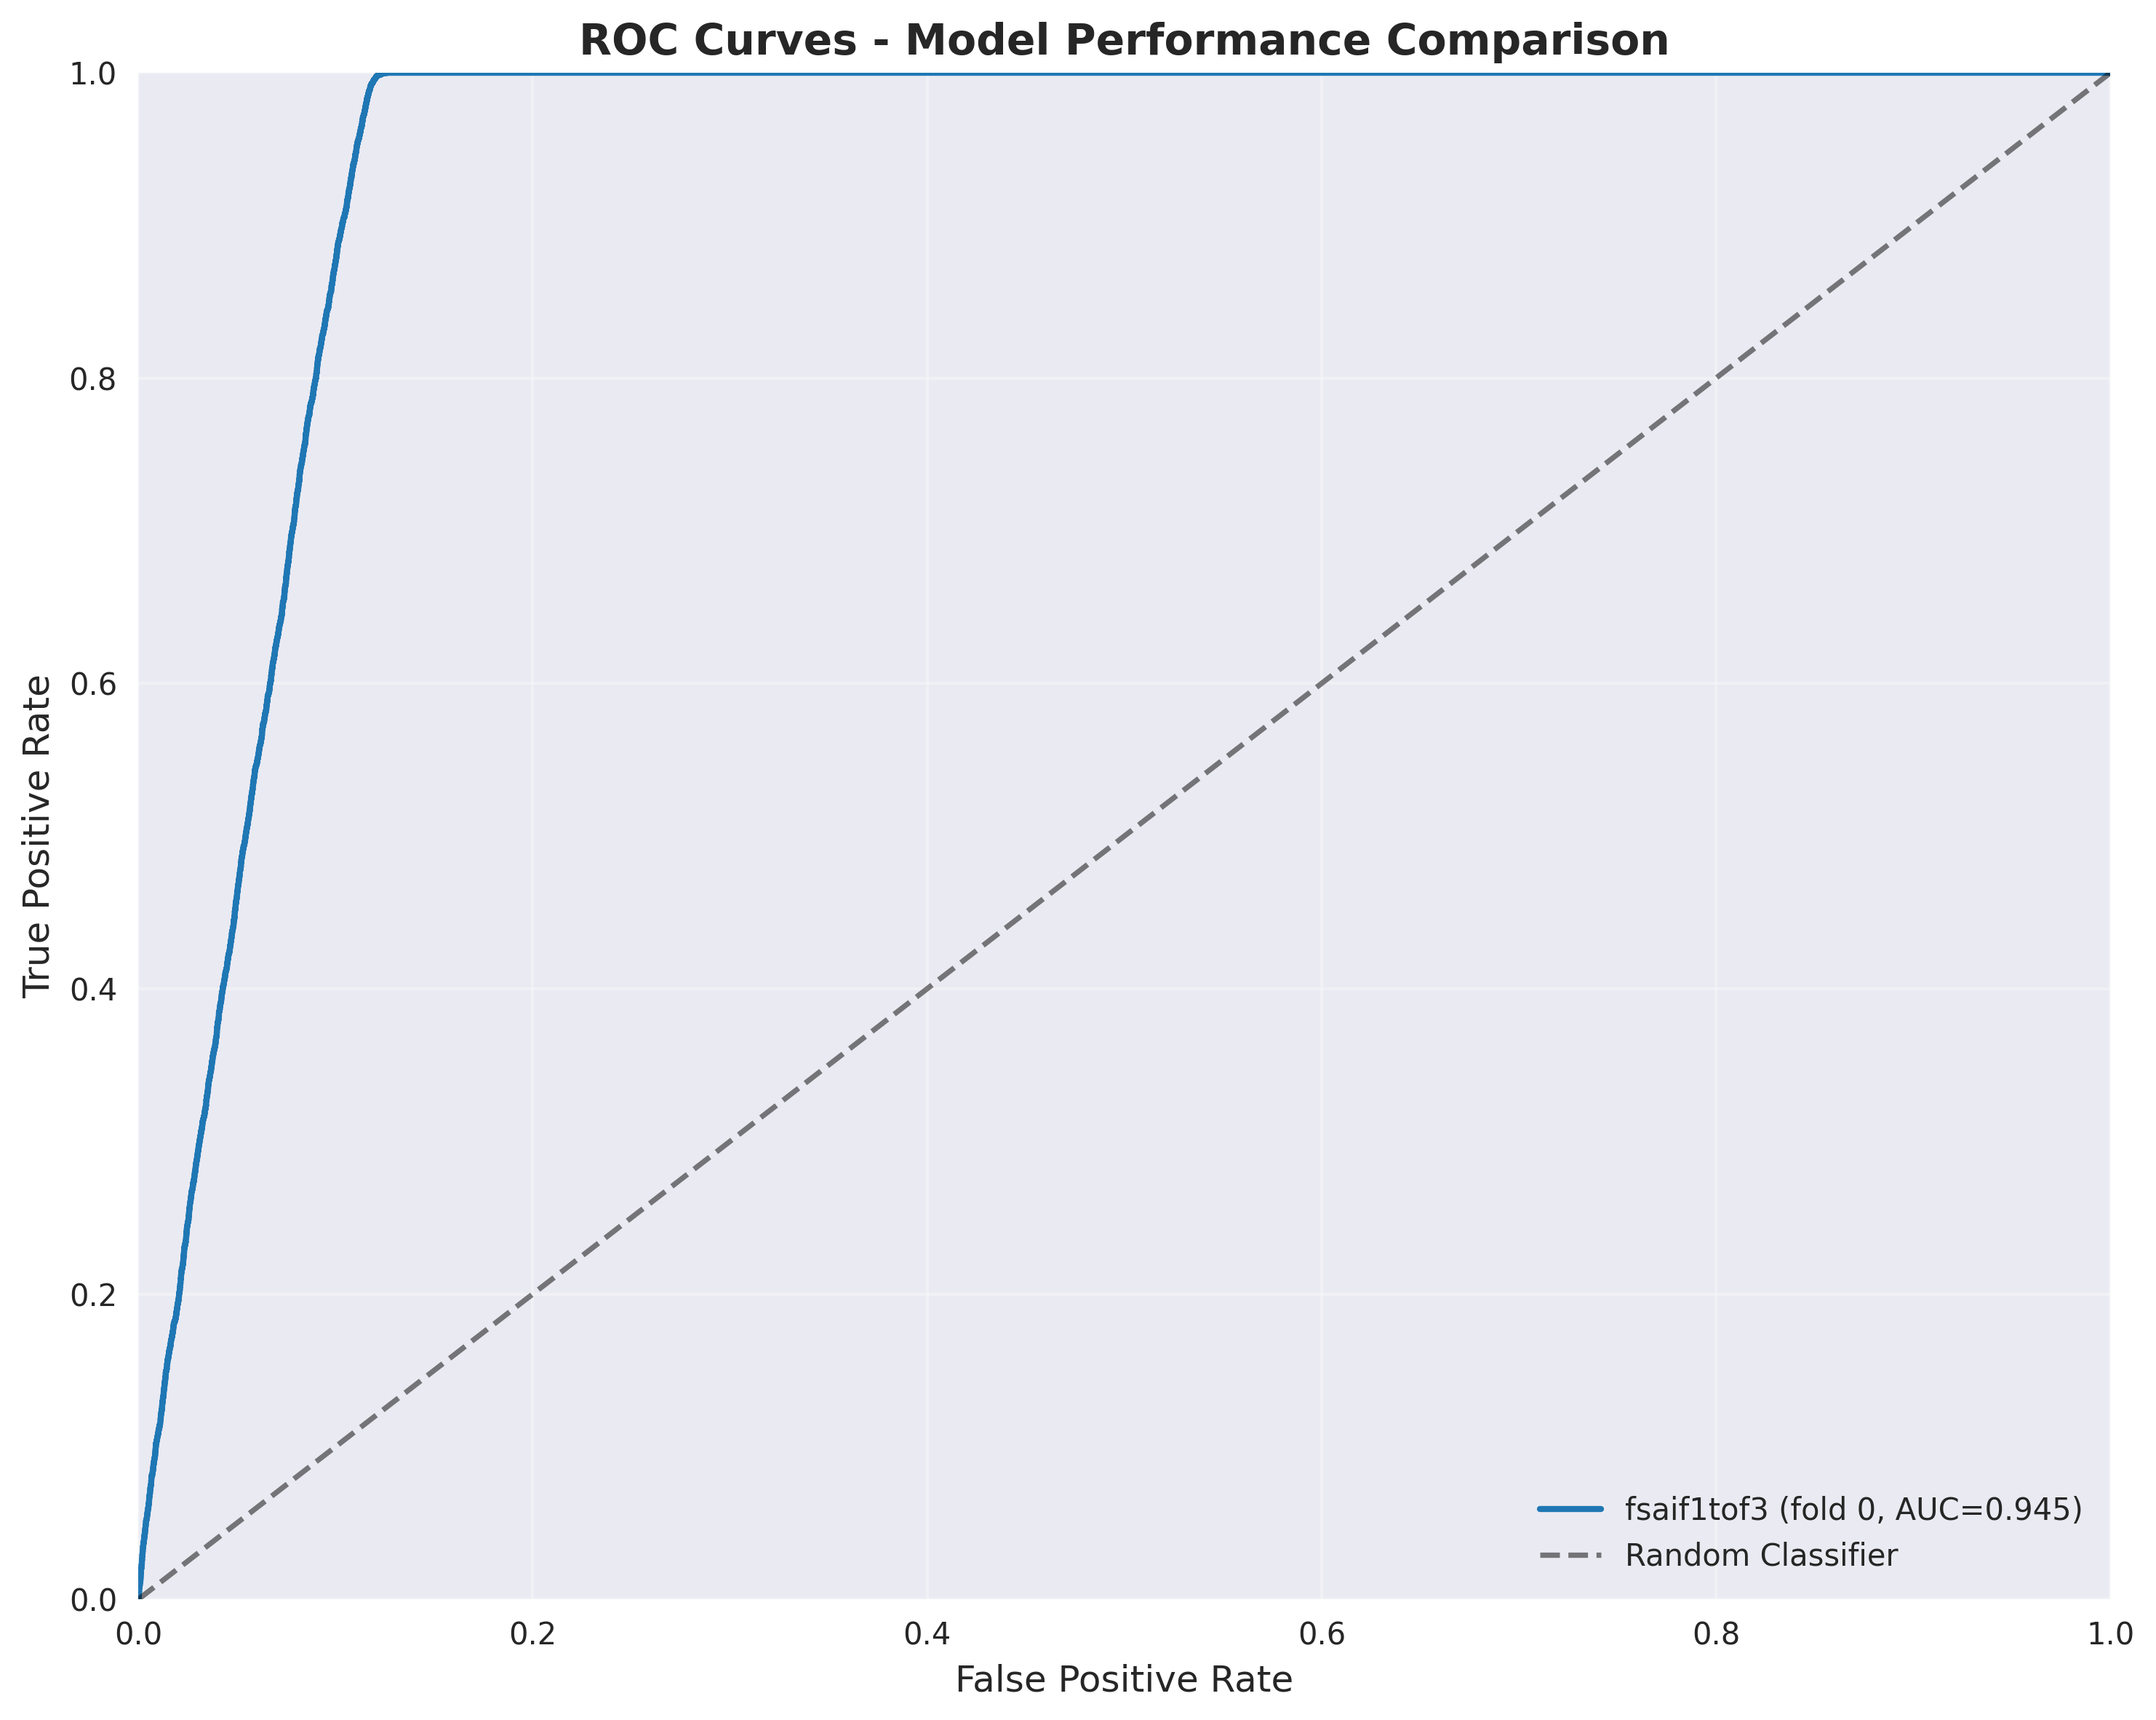 ROC Curves - Model Performance Comparison
1.0
0.8
0.6
0.4
0.2
0.0
True Positive Rate
0.0 0.2 0.4 0.6 0.8 1.0
False Positive Rate
fsaif1tof3 (fold 0, AUC=0.945)
Random Classifier